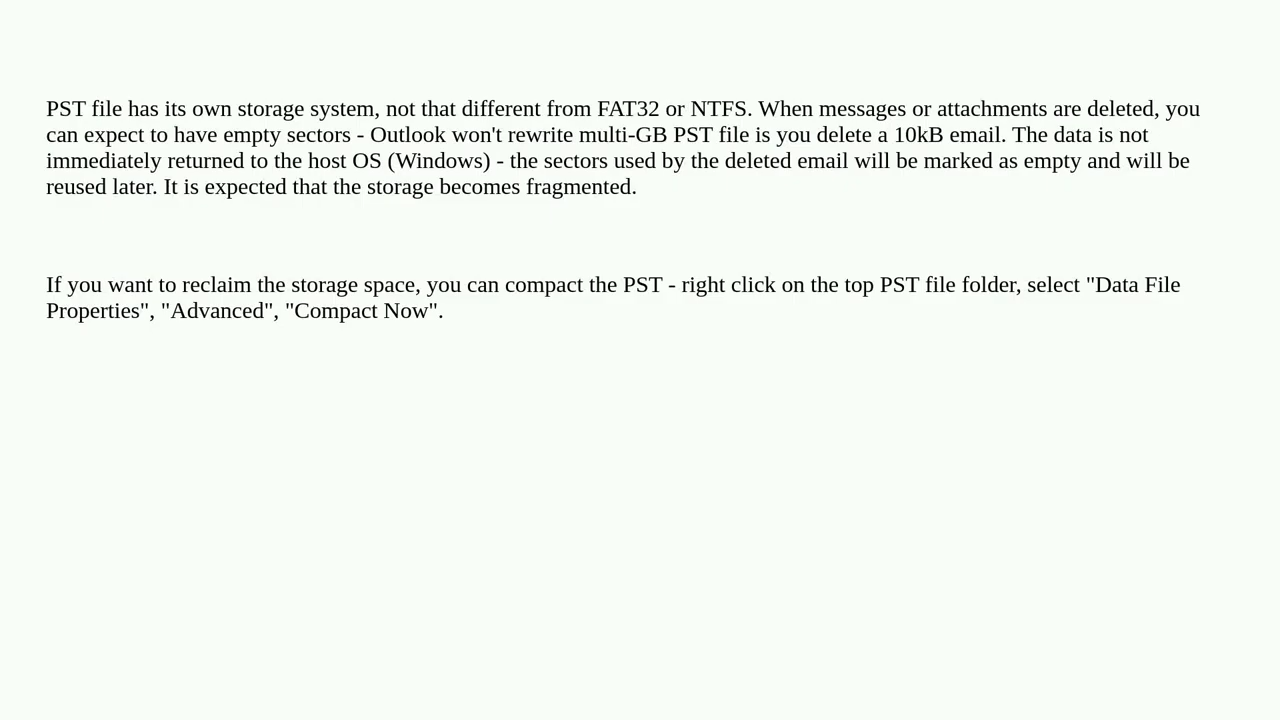 PST file has its own storage system, not that different from FAT32 or NTFS. When messages or attachments are deleted, you
can expect to have empty sectors - Outlook won't rewrite multi-GB PST file is you delete a 10kB email. The data is not
immediately returned to the host OS (Windows) - the sectors used by the deleted email will be marked as empty and will be
reused later. It is expected that the storage becomes fragmented.
If you want to reclaim the storage space, you can compact the PST - right click on the top PST file folder, select "Data File
Properties", "Advanced", "Compact Now".